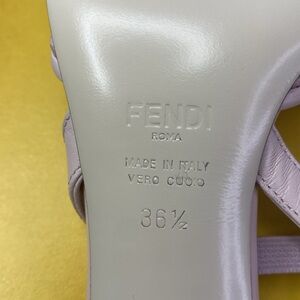 FENDI
ROMA
MADE IN ITALY
VERO CUOIO
36½